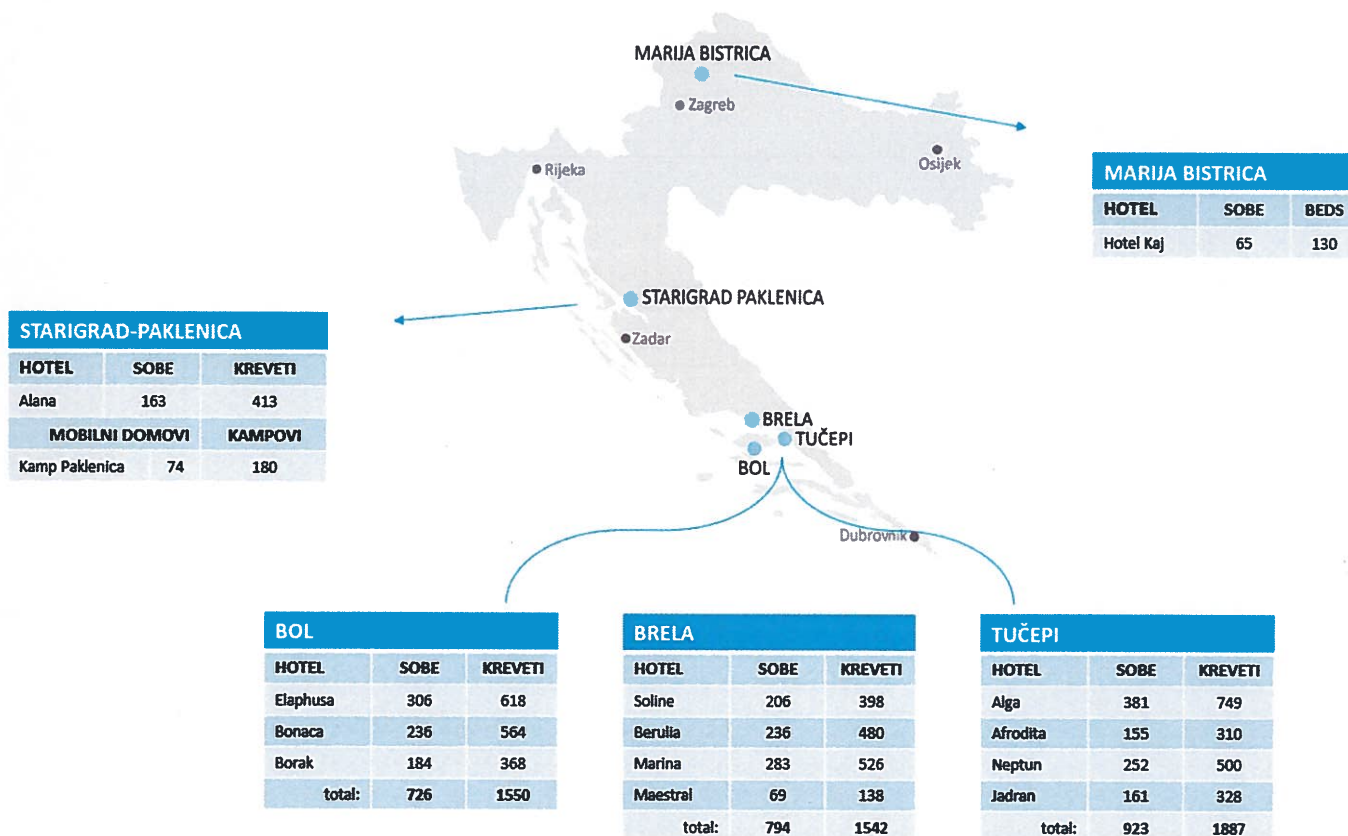 MARIJA BISTRICA
Zagreb
Osijek
Rijeka
MARIJA BISTRICA
HOTEL SOBE BEDS
Hotel Kaj 65 130
STARIGRAD PAKLENICA
Zadar
STARIGRAD-PAKLENICA
HOTEL SOBE KREVETI
Alana 163 413
MOBILNI DOMOVI KAMPOVI
Kamp Paklenica 74 180
BRELA
TUČEPI
BOL
Dubrovnik
BOL
HOTEL SOBE KREVETI
Elaphusa 306 618
Bonaca 236 564
Borak 184 368
total: 726 1550
BRELA
HOTEL SOBE KREVETI
Soline 206 398
Berulia 236 480
Marina 283 526
Maestral 69 138
total: 794 1542
TUČEPI
HOTEL SOBE KREVETI
Alga 381 749
Afrodita 155 310
Neptun 252 500
Jadran 161 328
total: 923 1887